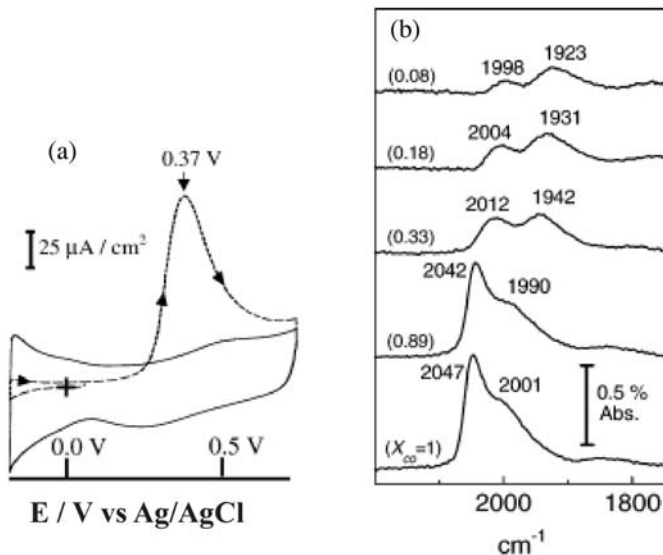 (a)
0.37 V
25 μA / cm²
0.0 V
0.5 V
E / V vs Ag/AgCl
(b)
(0.08)
1998
1923
(0.18)
2004
1931
(0.33)
2012
1942
2042
1990
(0.89)
2047
2001
0.5 %
Abs.
(X_co=1)
2000
1800
cm⁻¹